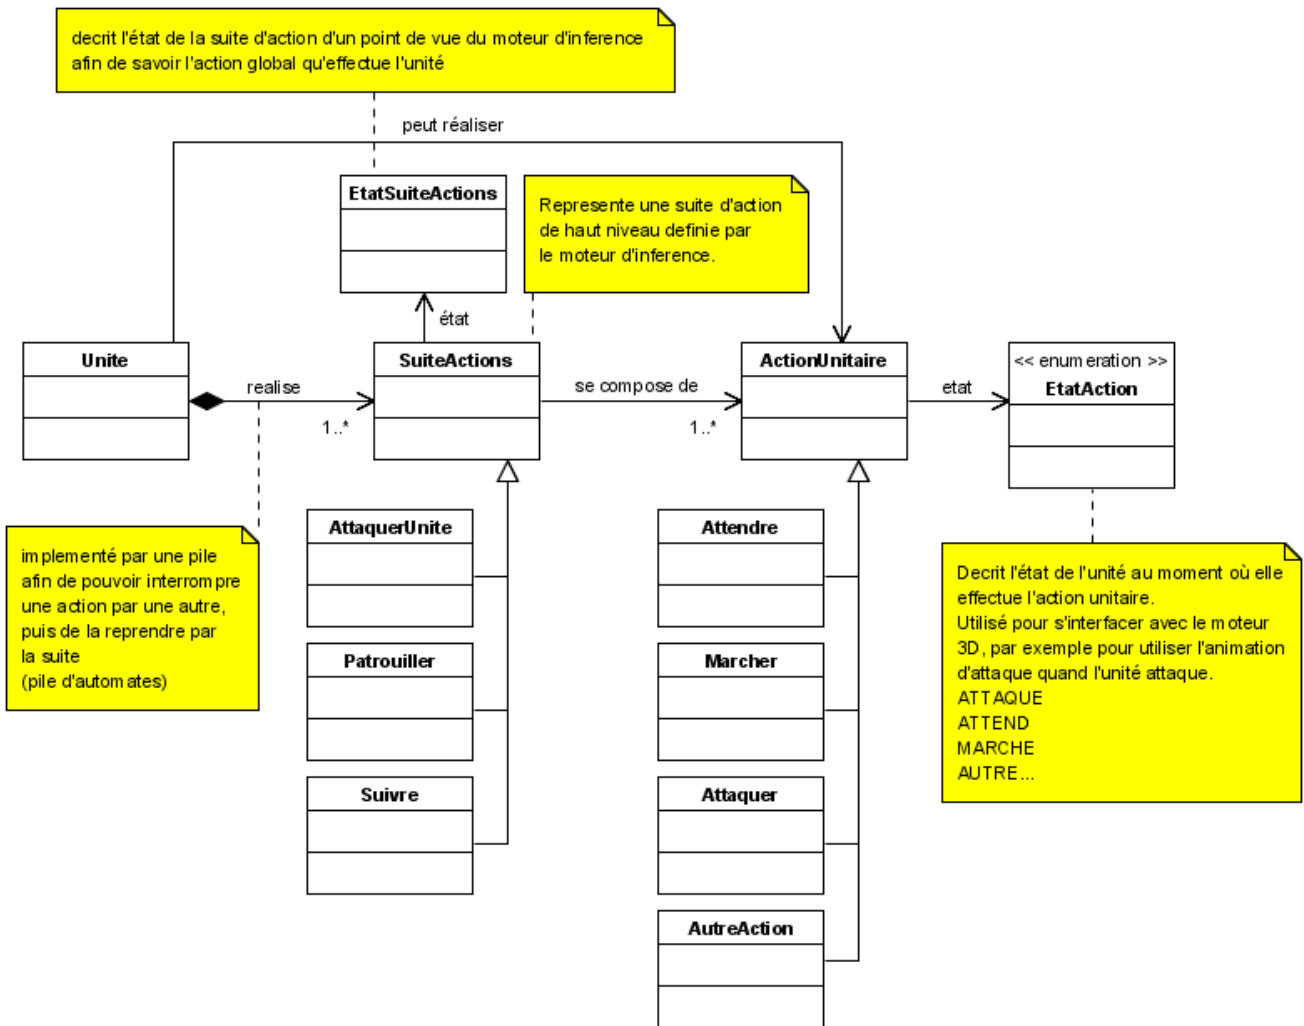 decrit l'état de la suite d'action d'un point de vue du moteur d'inference
afin de savoir l'action global qu'effectue l'unité
peut réaliser
EtatSuiteActions
Represente une suite d'action
de haut niveau definie par
le moteur d'inference.
état
Unite
SuiteActions
ActionUnitaire
<< enumeration >>
EtatAction
realise
1..*
se compose de
1..*
etat
implementé par une pile
afin de pouvoir interrompre
une action par une autre,
puis de la reprendre par
la suite
(pile d'automates)
AttaquerUnite
Patrouiller
Suivre
Attendre
Marcher
Attaquer
AutreAction
Decrit l'état de l'unité au moment où elle
effectue l'action unitaire.
Utilisé pour s'interfacer avec le moteur
3D, par exemple pour utiliser l'animation
d'attaque quand l'unité attaque.
ATTAQUE
ATTEND
MARCHE
AUTRE...